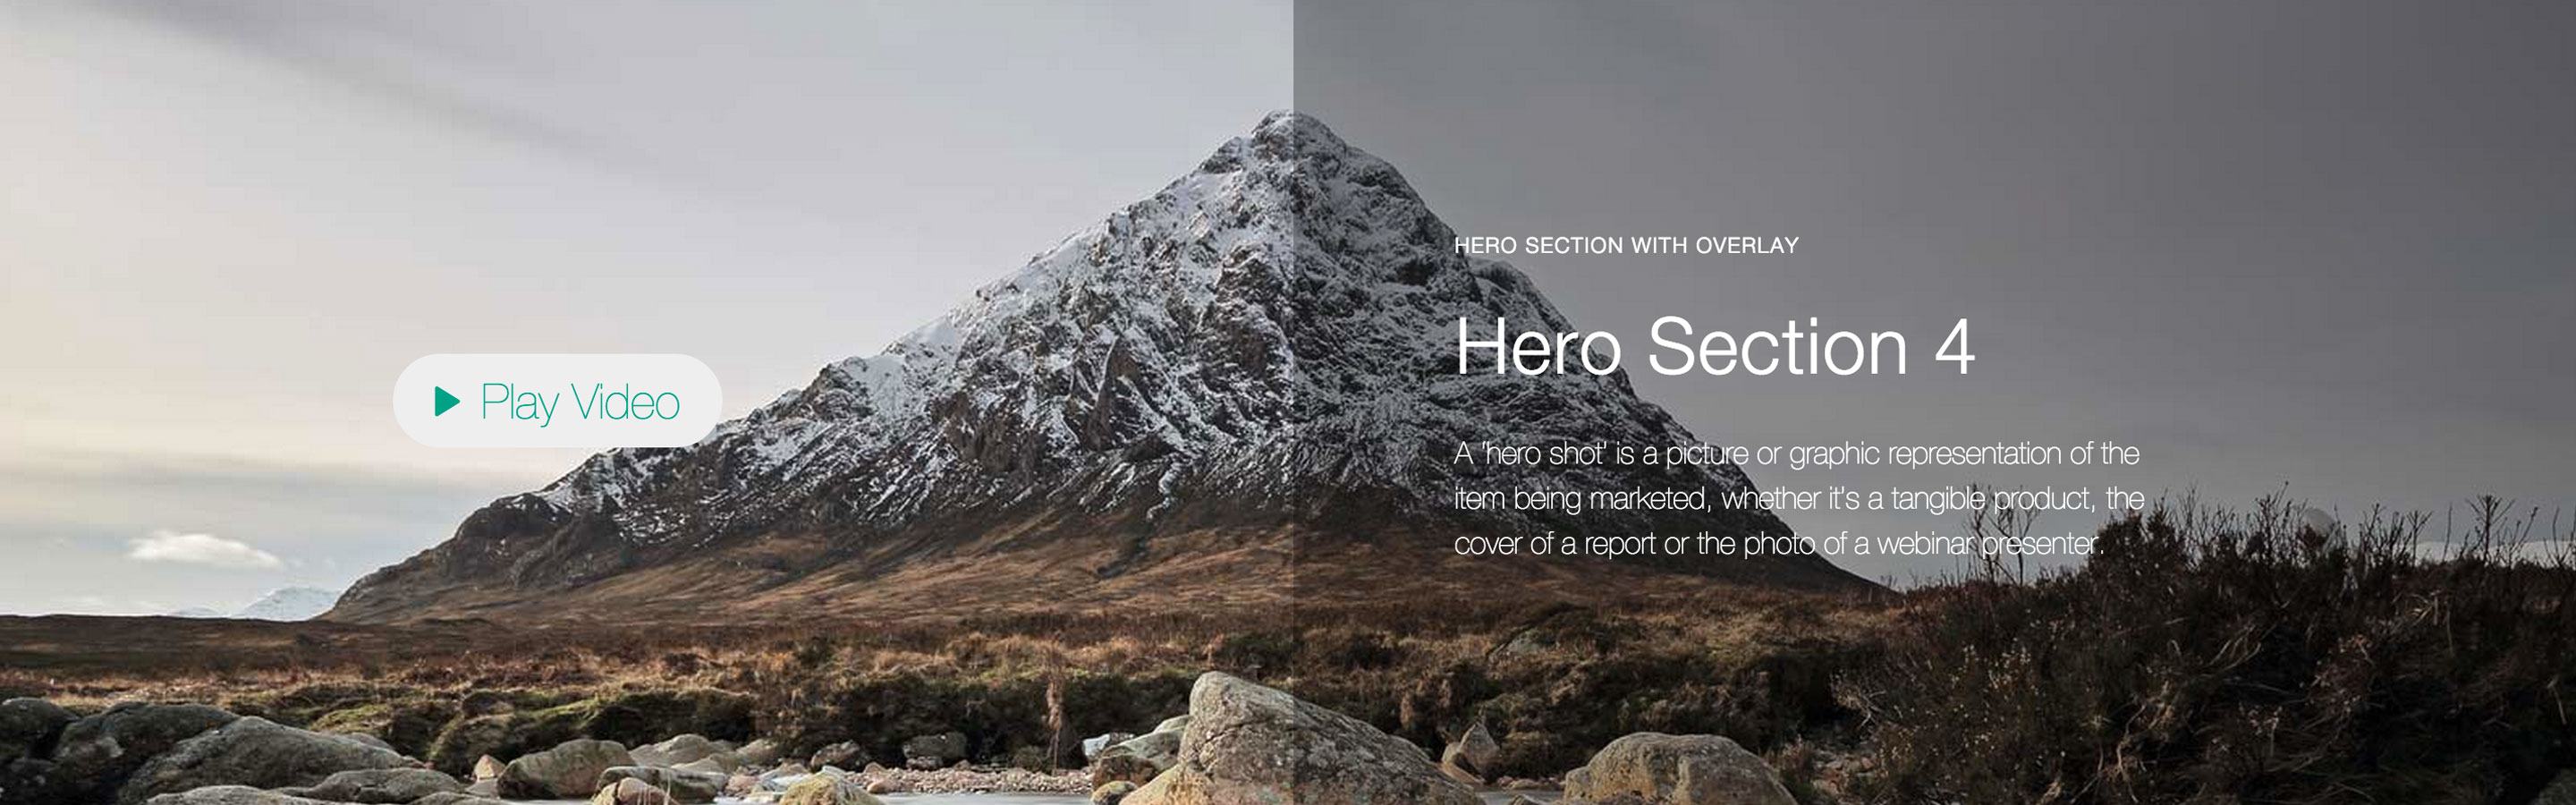 Play Video
HERO SECTION WITH OVERLAY
Hero Section 4
A 'hero shot' is a picture or graphic representation of the
item being marketed, whether it's a tangible product, the
cover of a report or the photo of a webinar presenter.